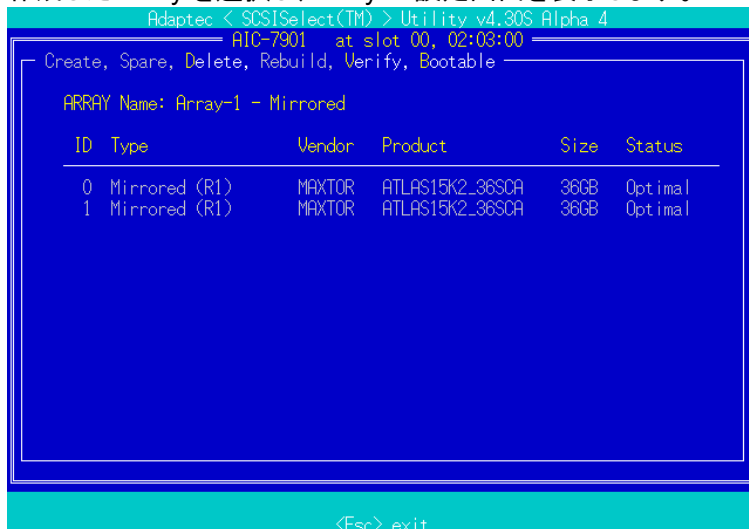 Adaptec < SCSISelect(TM) > Utility v4.30S Alpha 4
AIC-7901 at slot 00, 02:03:00
Create, Spare, Delete, Rebuild, Verify, Bootable
ARRAY Name: Array-1 - Mirrored
ID Type Vendor Product Size Status
0 Mirrored (R1) MAXTOR ATLAS15K2_36SCA 36GB Optimal
1 Mirrored (R1) MAXTOR ATLAS15K2_36SCA 36GB Optimal
<Esc> exit